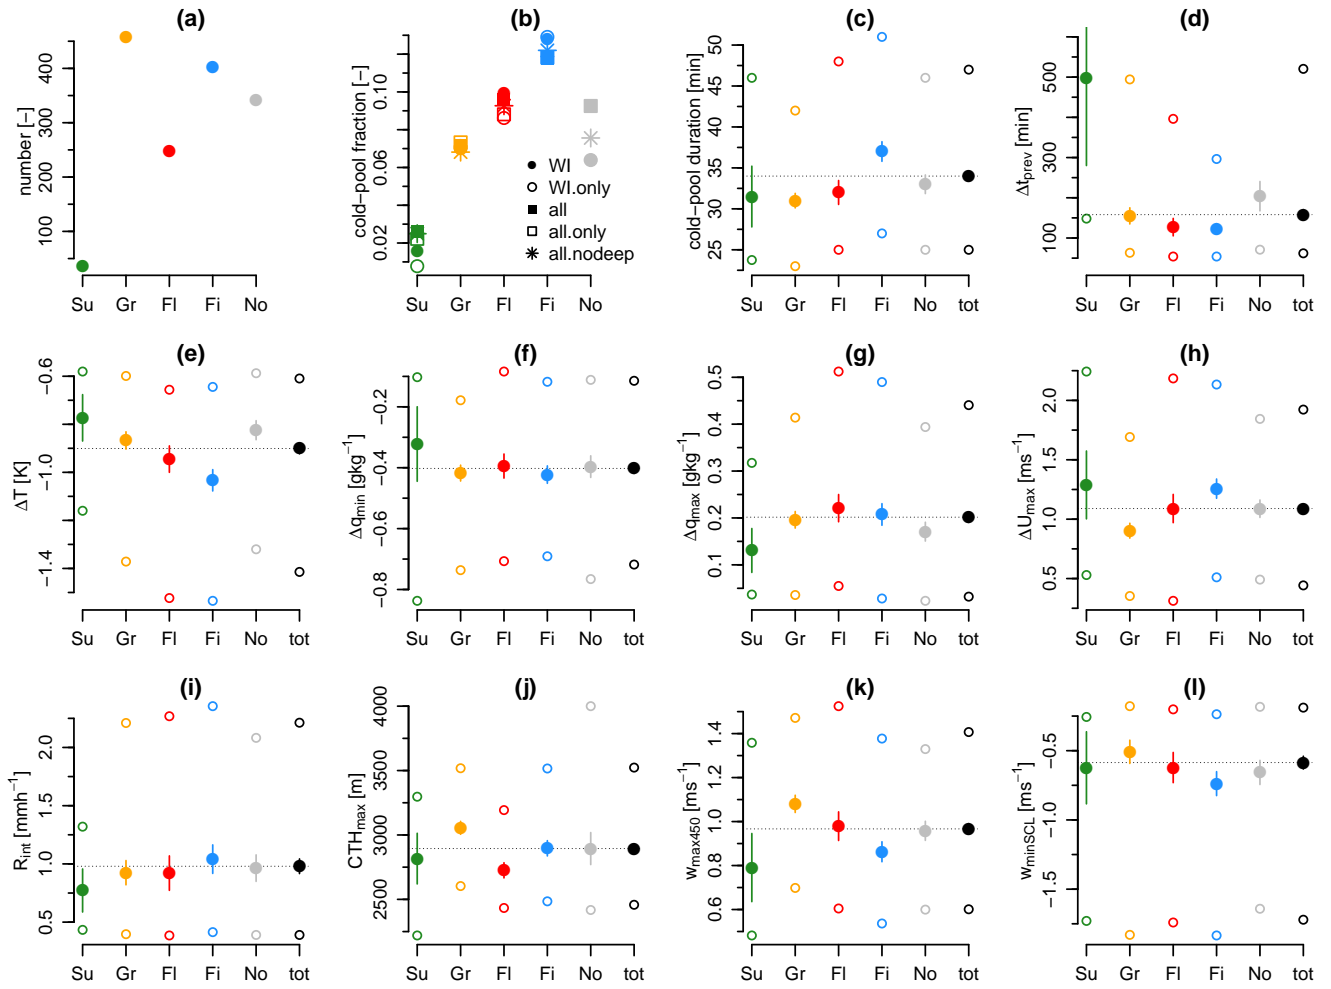 (a)
number [−]
100
200
300
400
Su Gr Fl Fi No
(b)
cold−pool fraction [−]
0.02
0.06
0.10
WI
WI.only
all
all.only
all.nodeep
Su Gr Fl Fi No
(c)
cold−pool duration [min]
25
30
35
40
45
50
Su Gr Fl Fi No tot
(d)
Δt_prev [min]
100
300
500
Su Gr Fl Fi No tot
(e)
ΔT [K]
−1.4
−1.0
−0.6
Su Gr Fl Fi No tot
(f)
Δq_min [gkg⁻¹]
−0.8
−0.6
−0.4
−0.2
Su Gr Fl Fi No tot
(g)
Δq_max [gkg⁻¹]
0.1
0.2
0.3
0.4
0.5
Su Gr Fl Fi No tot
(h)
ΔU_max [ms⁻¹]
0.5
1.0
1.5
2.0
Su Gr Fl Fi No tot
(i)
R_int [mmh⁻¹]
0.5
1.0
1.5
2.0
Su Gr Fl Fi No tot
(j)
CTH_max [m]
2500
3000
3500
4000
Su Gr Fl Fi No tot
(k)
w_max450 [ms⁻¹]
0.6
0.8
1.0
1.2
1.4
Su Gr Fl Fi No tot
(l)
w_minSCL [ms⁻¹]
−1.5
−1.0
−0.5
Su Gr Fl Fi No tot